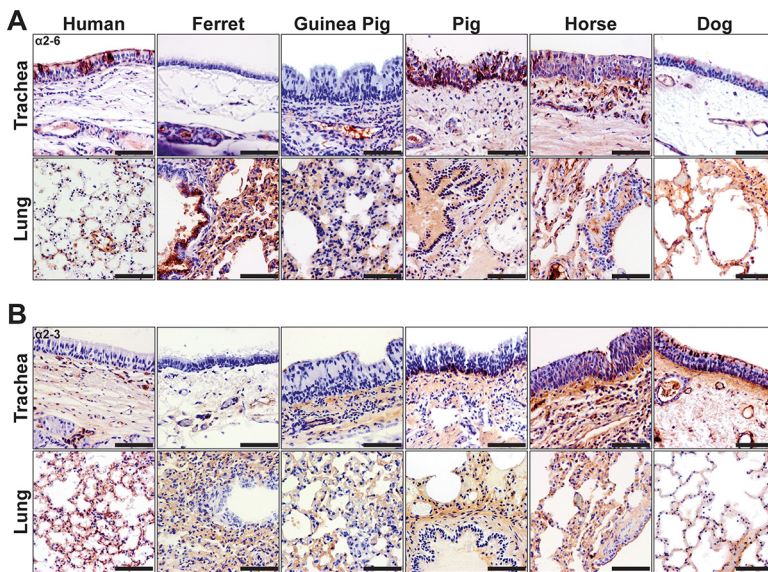 A
Human Ferret Guinea Pig Pig Horse Dog
α2-6
Trachea
Lung
B
α2-3
Trachea
Lung